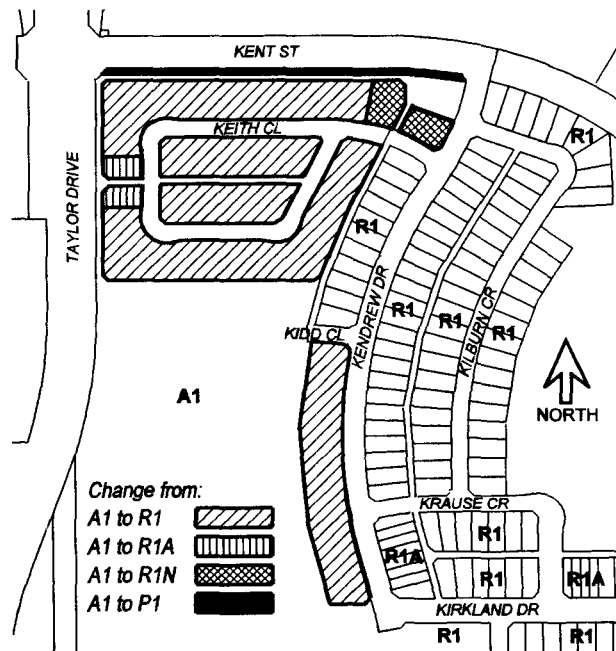 KENT ST
R1
KEITH CL
TAYLOR DRIVE
R1
KENDREW DR
R1
KIDD CL
R1
KILBURN CR
R1
A1
NORTH
Change from:
A1 to R1
A1 to R1A
A1 to R1N
A1 to P1
KRAUSE CR
R1
R1A
R1
R1A
KIRKLAND DR
R1
R1